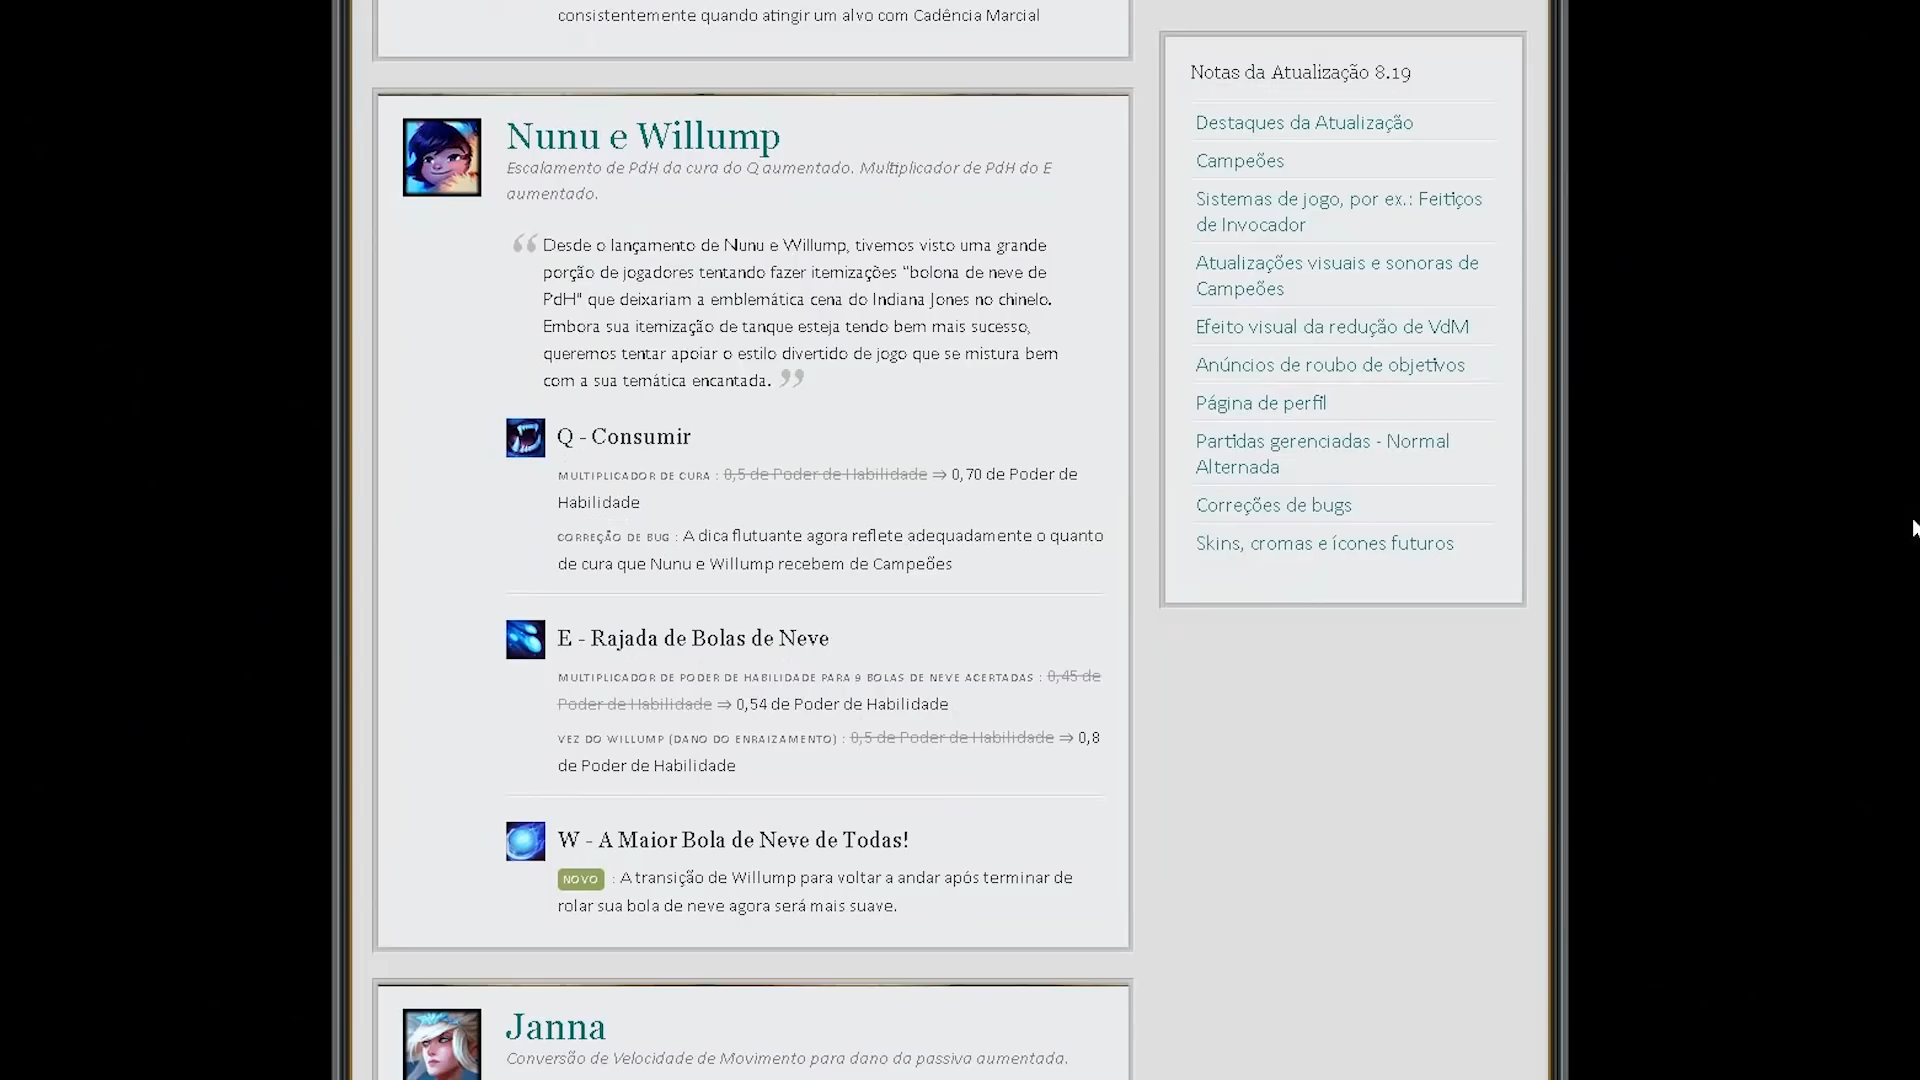 consistentemente quando atingir um alvo com Cadência Marcial
Nunu e Willump
Escalamento de PdH da cura do Q aumentado. Multiplicador de PdH do E
aumentado.
“ Desde o lançamento de Nunu e Willump, tivemos visto uma grande
porção de jogadores tentando fazer itemizações "bolona de neve de
PdH" que deixariam a emblemática cena do Indiana Jones no chinelo.
Embora sua itemização de tanque esteja tendo bem mais sucesso,
queremos tentar apoiar o estilo divertido de jogo que se mistura bem
com a sua temática encantada. ”
Q - Consumir
MULTIPLICADOR DE CURA : 0,5 de Poder de Habilidade ⇒ 0,70 de Poder de
Habilidade
CORREÇÃO DE BUG : A dica flutuante agora reflete adequadamente o quanto
de cura que Nunu e Willump recebem de Campeões
E - Rajada de Bolas de Neve
MULTIPLICADOR DE PODER DE HABILIDADE PARA 9 BOLAS DE NEVE ACERTADAS : 0,45 de
Poder de Habilidade ⇒ 0,54 de Poder de Habilidade
VEZ DO WILLUMP (DANO DO ENRAIZAMENTO) : 0,5 de Poder de Habilidade ⇒ 0,8
de Poder de Habilidade
W - A Maior Bola de Neve de Todas!
NOVO : A transição de Willump para voltar a andar após terminar de
rolar sua bola de neve agora será mais suave.
Janna
Conversão de Velocidade de Movimento para dano da passiva aumentada.
Notas da Atualização 8.19
Destaques da Atualização
Campeões
Sistemas de jogo, por ex.: Feitiços
de Invocador
Atualizações visuais e sonoras de
Campeões
Efeito visual da redução de VdM
Anúncios de roubo de objetivos
Página de perfil
Partidas gerenciadas - Normal
Alternada
Correções de bugs
Skins, cromas e ícones futuros